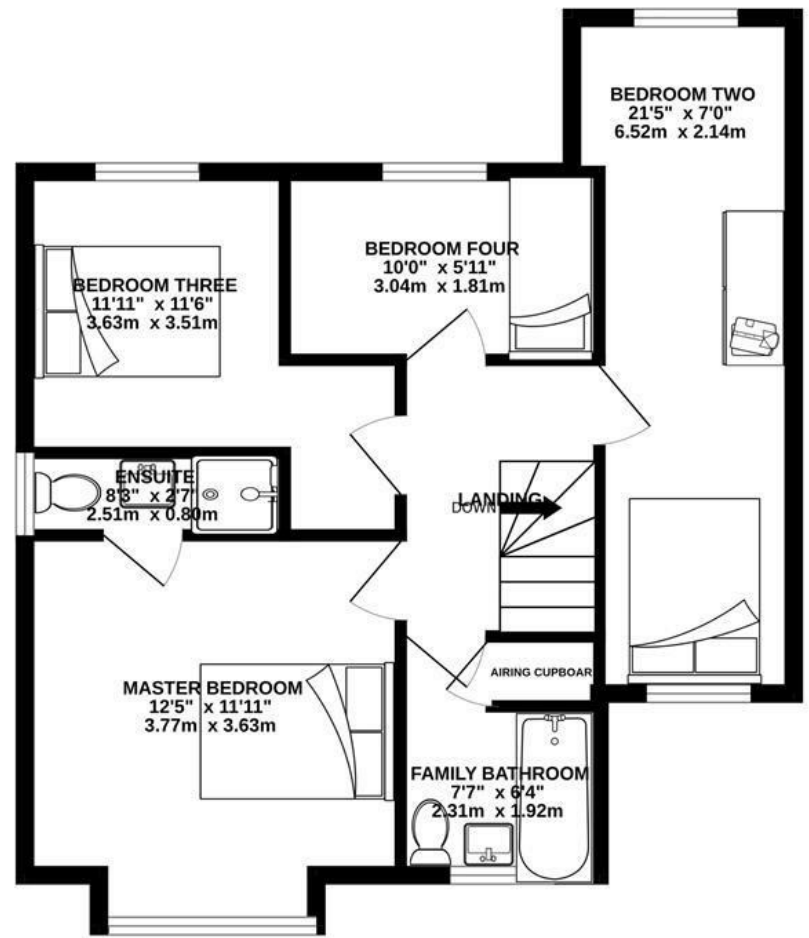 BEDROOM TWO
21'5" x 7'0"
6.52m x 2.14m
BEDROOM FOUR
10'0" x 5'11"
3.04m x 1.81m
BEDROOM THREE
11'11" x 11'6"
3.63m x 3.51m
ENSUITE
8'3" x 2'7"
2.51m x 0.80m
LANDING
DOWN
AIRING CUPBOAR
MASTER BEDROOM
12'5" x 11'11"
3.77m x 3.63m
FAMILY BATHROOM
7'7" x 6'4"
2.31m x 1.92m